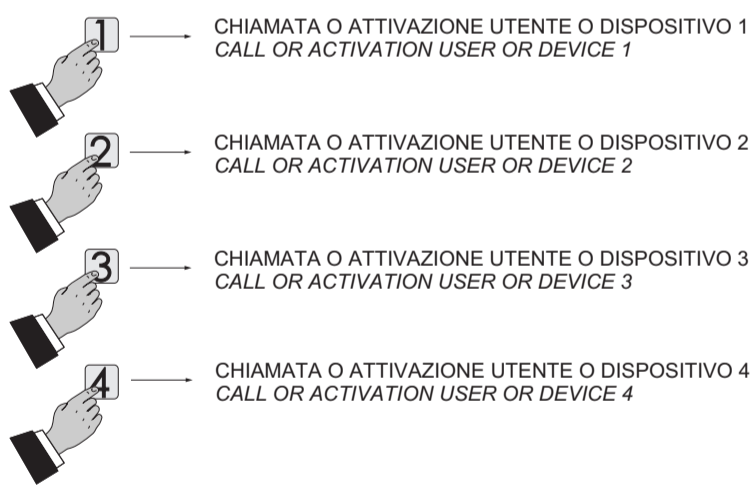 1
CHIAMATA O ATTIVAZIONE UTENTE O DISPOSITIVO 1
CALL OR ACTIVATION USER OR DEVICE 1
2
CHIAMATA O ATTIVAZIONE UTENTE O DISPOSITIVO 2
CALL OR ACTIVATION USER OR DEVICE 2
3
CHIAMATA O ATTIVAZIONE UTENTE O DISPOSITIVO 3
CALL OR ACTIVATION USER OR DEVICE 3
4
CHIAMATA O ATTIVAZIONE UTENTE O DISPOSITIVO 4
CALL OR ACTIVATION USER OR DEVICE 4